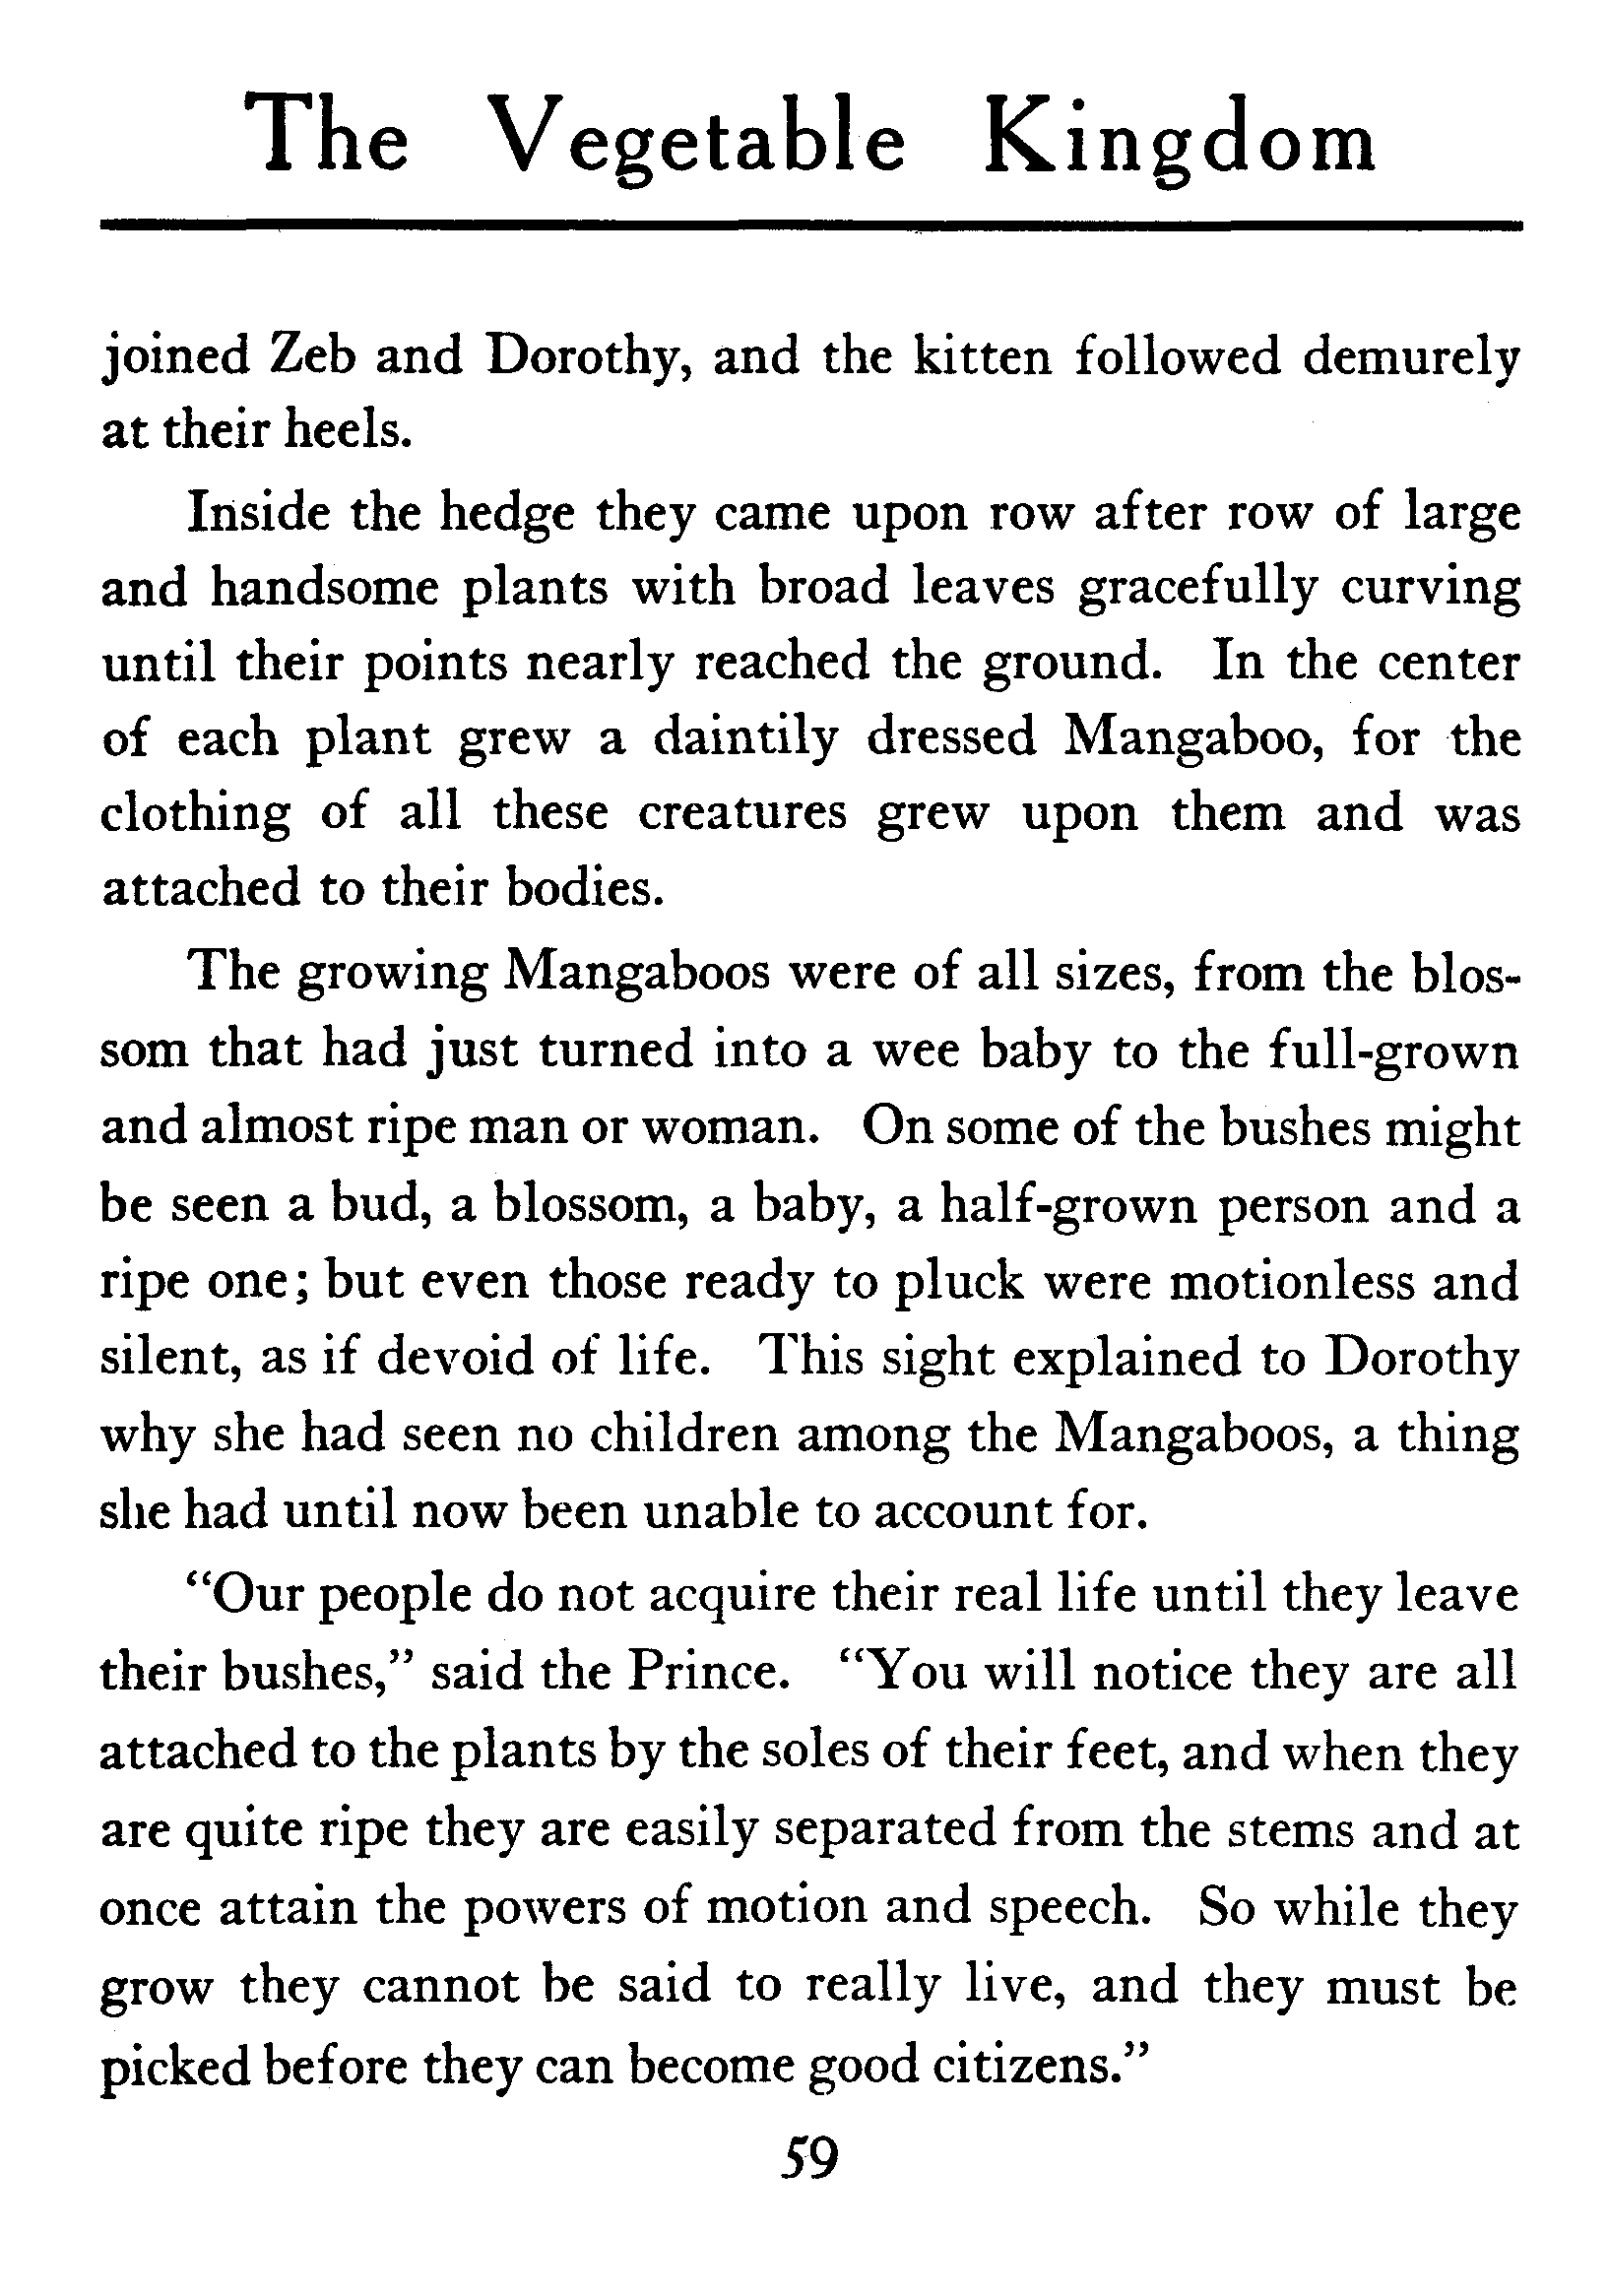 The Vegetable Kingdom
joined Zeb and Dorothy, and the kitten followed demurely
at their heels.
Inside the hedge they came upon row after row of large
and handsome plants with broad leaves gracefully curving
until their points nearly reached the ground. In the center
of each plant grew a daintily dressed Mangaboo, for the
clothing of all these creatures grew upon them and was
attached to their bodies.
The growing Mangaboos were of all sizes, from the blos-
som that had just turned into a wee baby to the full-grown
and almost ripe man or woman. On some of the bushes might
be seen a bud, a blossom, a baby, a half-grown person and a
ripe one; but even those ready to pluck were motionless and
silent, as if devoid of life. This sight explained to Dorothy
why she had seen no children among the Mangaboos, a thing
she had until now been unable to account for.
“Our people do not acquire their real life until they leave
their bushes,” said the Prince. “You will notice they are all
attached to the plants by the soles of their feet, and when they
are quite ripe they are easily separated from the stems and at
once attain the powers of motion and speech. So while they
grow they cannot be said to really live, and they must be
picked before they can become good citizens.”
59